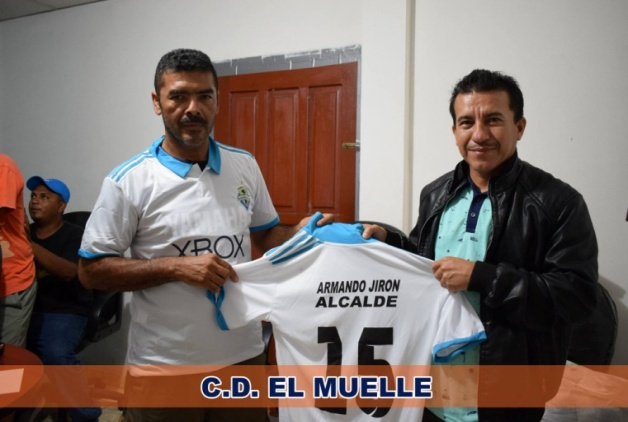 XBOX
ARMANDO JIRON
ALCALDE
15
C.D. EL MUELLE